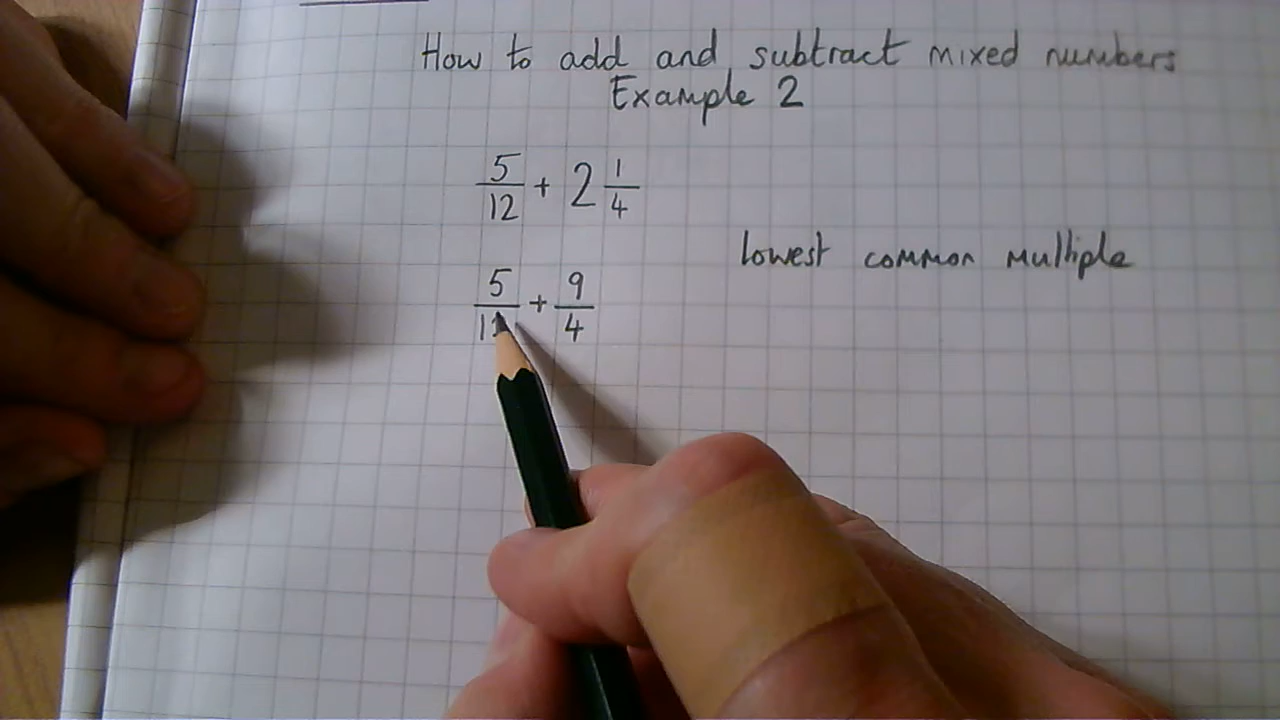 How to add and subtract mixed numbers
Example 2
5/12 + 2 1/4
lowest common multiple
5/12 + 9/4